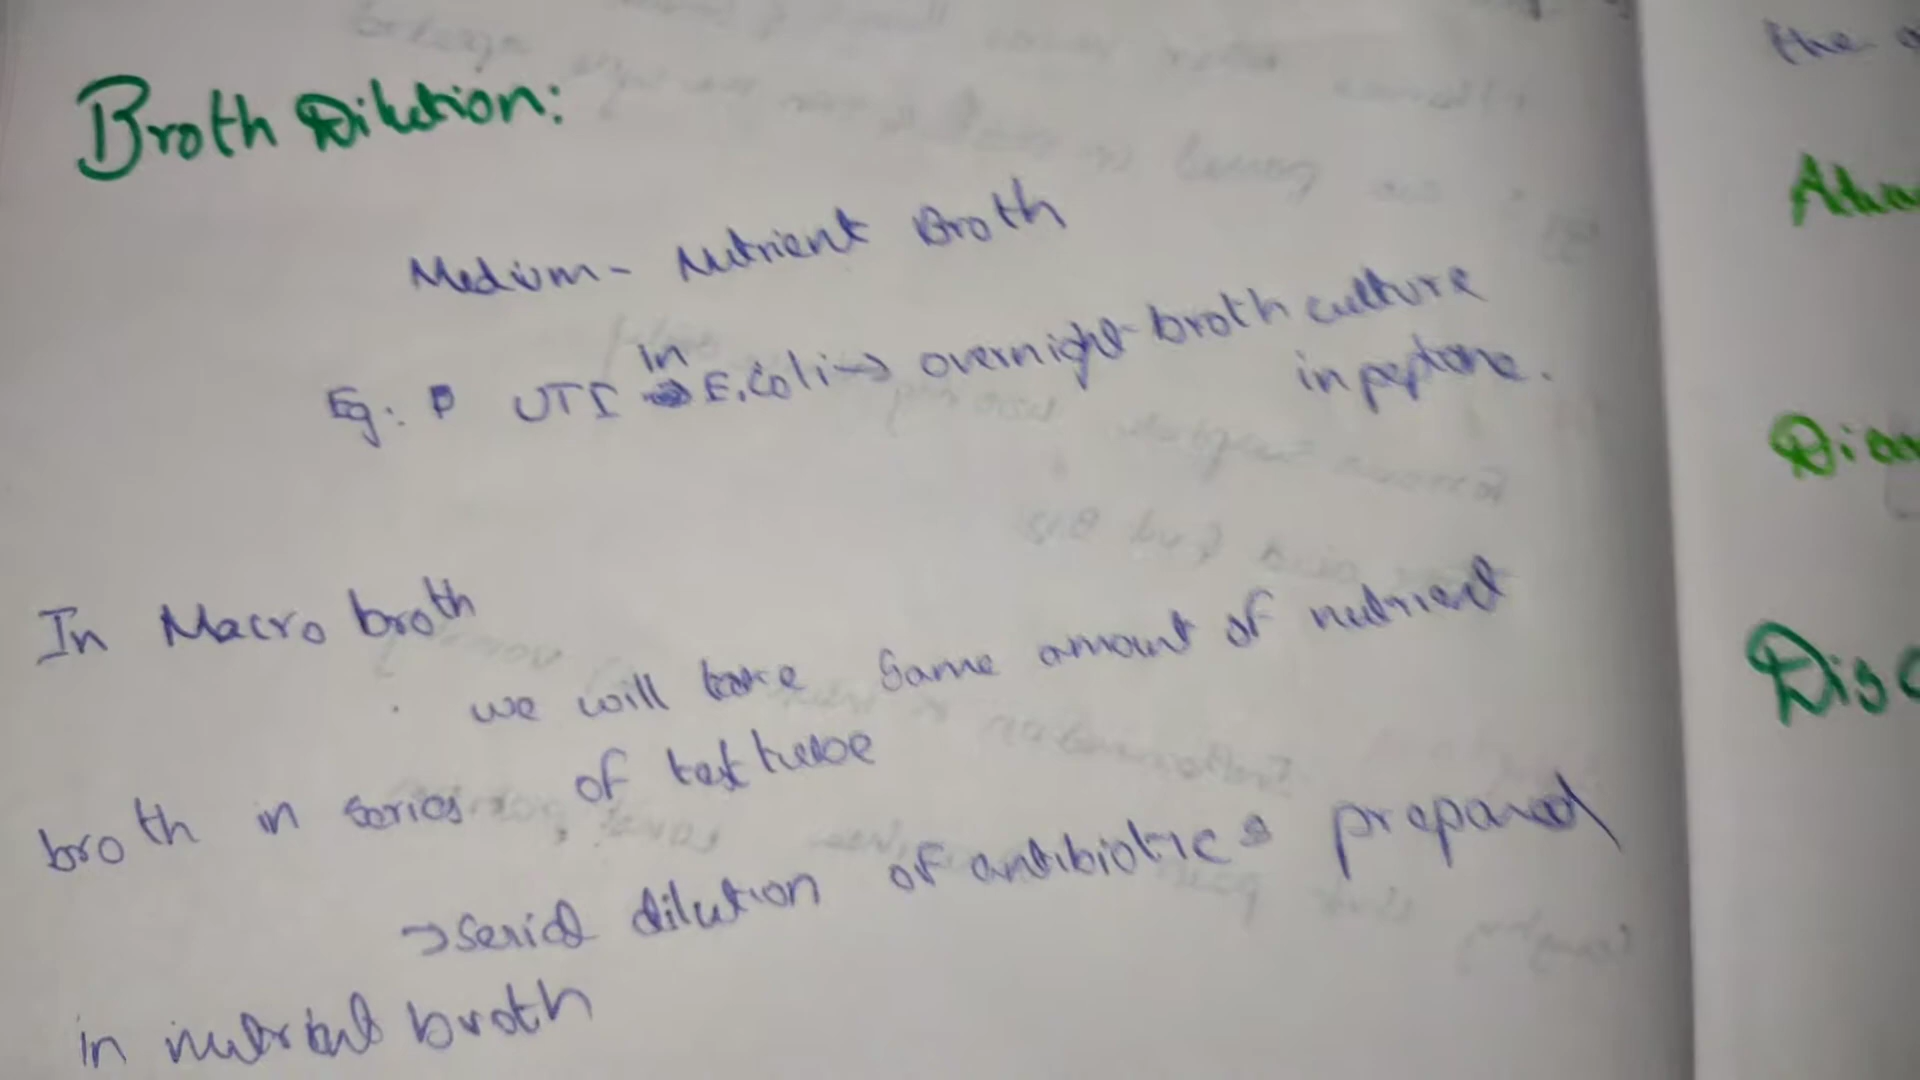 Broth Dilution:
Medium - Nutrient Broth
Eg: UTI in E.Coli → overnight broth culture
in peptone.
In Macro broth
we will take Same amount of nutrient
broth in series of test tube
→ serial dilution of antibiotics prepared
in nutrient broth
the
Disc